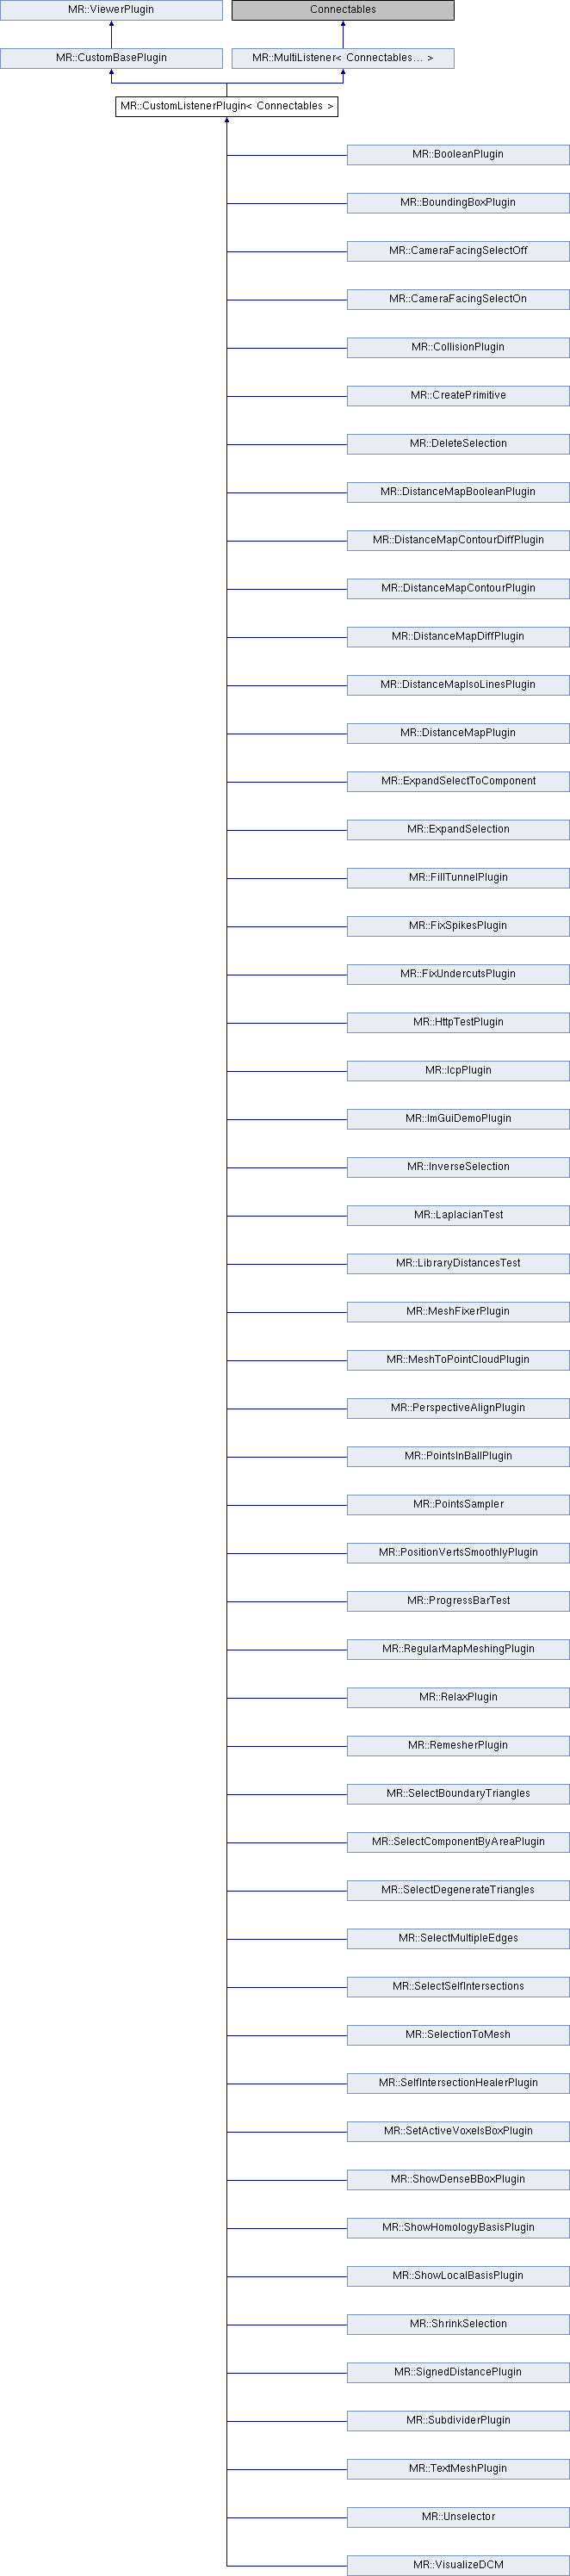 MR::ViewerPlugin
Connectables
MR::CustomBasePlugin
MR::MultiListener< Connectables... >
MR::CustomListenerPlugin< Connectables >
MR::BooleanPlugin
MR::BoundingBoxPlugin
MR::CameraFacingSelectOff
MR::CameraFacingSelectOn
MR::CollisionPlugin
MR::CreatePrimitive
MR::DeleteSelection
MR::DistanceMapBooleanPlugin
MR::DistanceMapContourDiffPlugin
MR::DistanceMapContourPlugin
MR::DistanceMapDiffPlugin
MR::DistanceMapIsoLinesPlugin
MR::DistanceMapPlugin
MR::ExpandSelectToComponent
MR::ExpandSelection
MR::FillTunnelPlugin
MR::FixSpikesPlugin
MR::FixUndercutsPlugin
MR::HttpTestPlugin
MR::IcpPlugin
MR::ImGuiDemoPlugin
MR::InverseSelection
MR::LaplacianTest
MR::LibraryDistancesTest
MR::MeshFixerPlugin
MR::MeshToPointCloudPlugin
MR::PerspectiveAlignPlugin
MR::PointsInBallPlugin
MR::PointsSampler
MR::PositionVertsSmoothlyPlugin
MR::ProgressBarTest
MR::RegularMapMeshingPlugin
MR::RelaxPlugin
MR::RemesherPlugin
MR::SelectBoundaryTriangles
MR::SelectComponentByAreaPlugin
MR::SelectDegenerateTriangles
MR::SelectMultipleEdges
MR::SelectSelfIntersections
MR::SelectionToMesh
MR::SelfIntersectionHealerPlugin
MR::SetActiveVoxelsBoxPlugin
MR::ShowDenseBBoxPlugin
MR::ShowHomologyBasisPlugin
MR::ShowLocalBasisPlugin
MR::ShrinkSelection
MR::SignedDistancePlugin
MR::SubdividerPlugin
MR::TextMeshPlugin
MR::Unselector
MR::VisualizeDCM